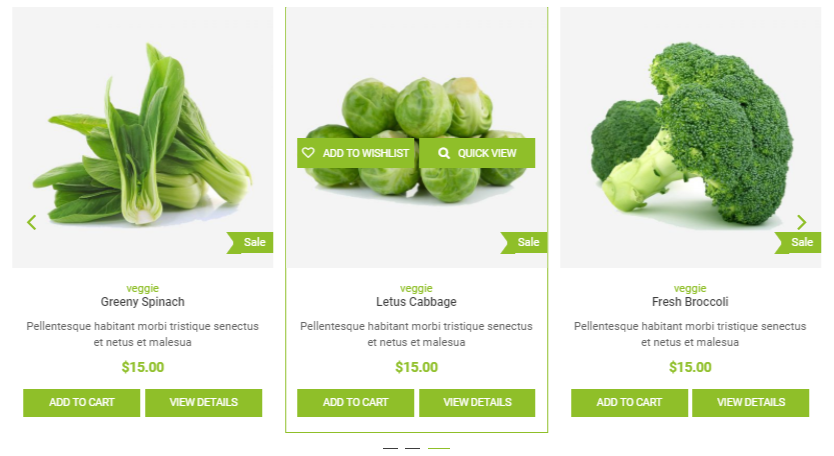 ADD TO WISHLIST
QUICK VIEW
Sale
Sale
Sale
veggie
Greeny Spinach
Pellentesque habitant morbi tristique senectus
et netus et malesua
$15.00
ADD TO CART
VIEW DETAILS
veggie
Letus Cabbage
Pellentesque habitant morbi tristique senectus
et netus et malesua
$15.00
ADD TO CART
VIEW DETAILS
veggie
Fresh Broccoli
Pellentesque habitant morbi tristique senectus
et netus et malesua
$15.00
ADD TO CART
VIEW DETAILS